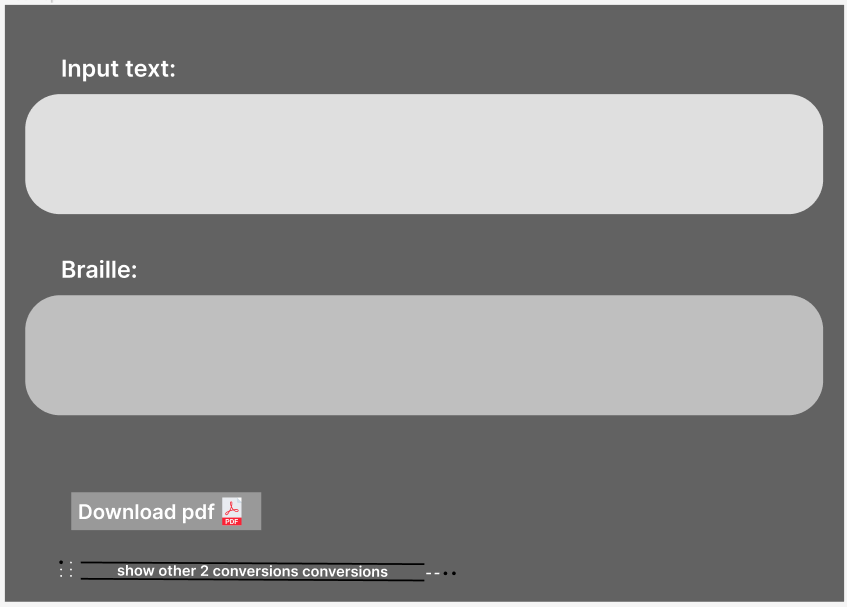 Input text:
Braille:
Download pdf
PDF
show other 2 conversions conversions